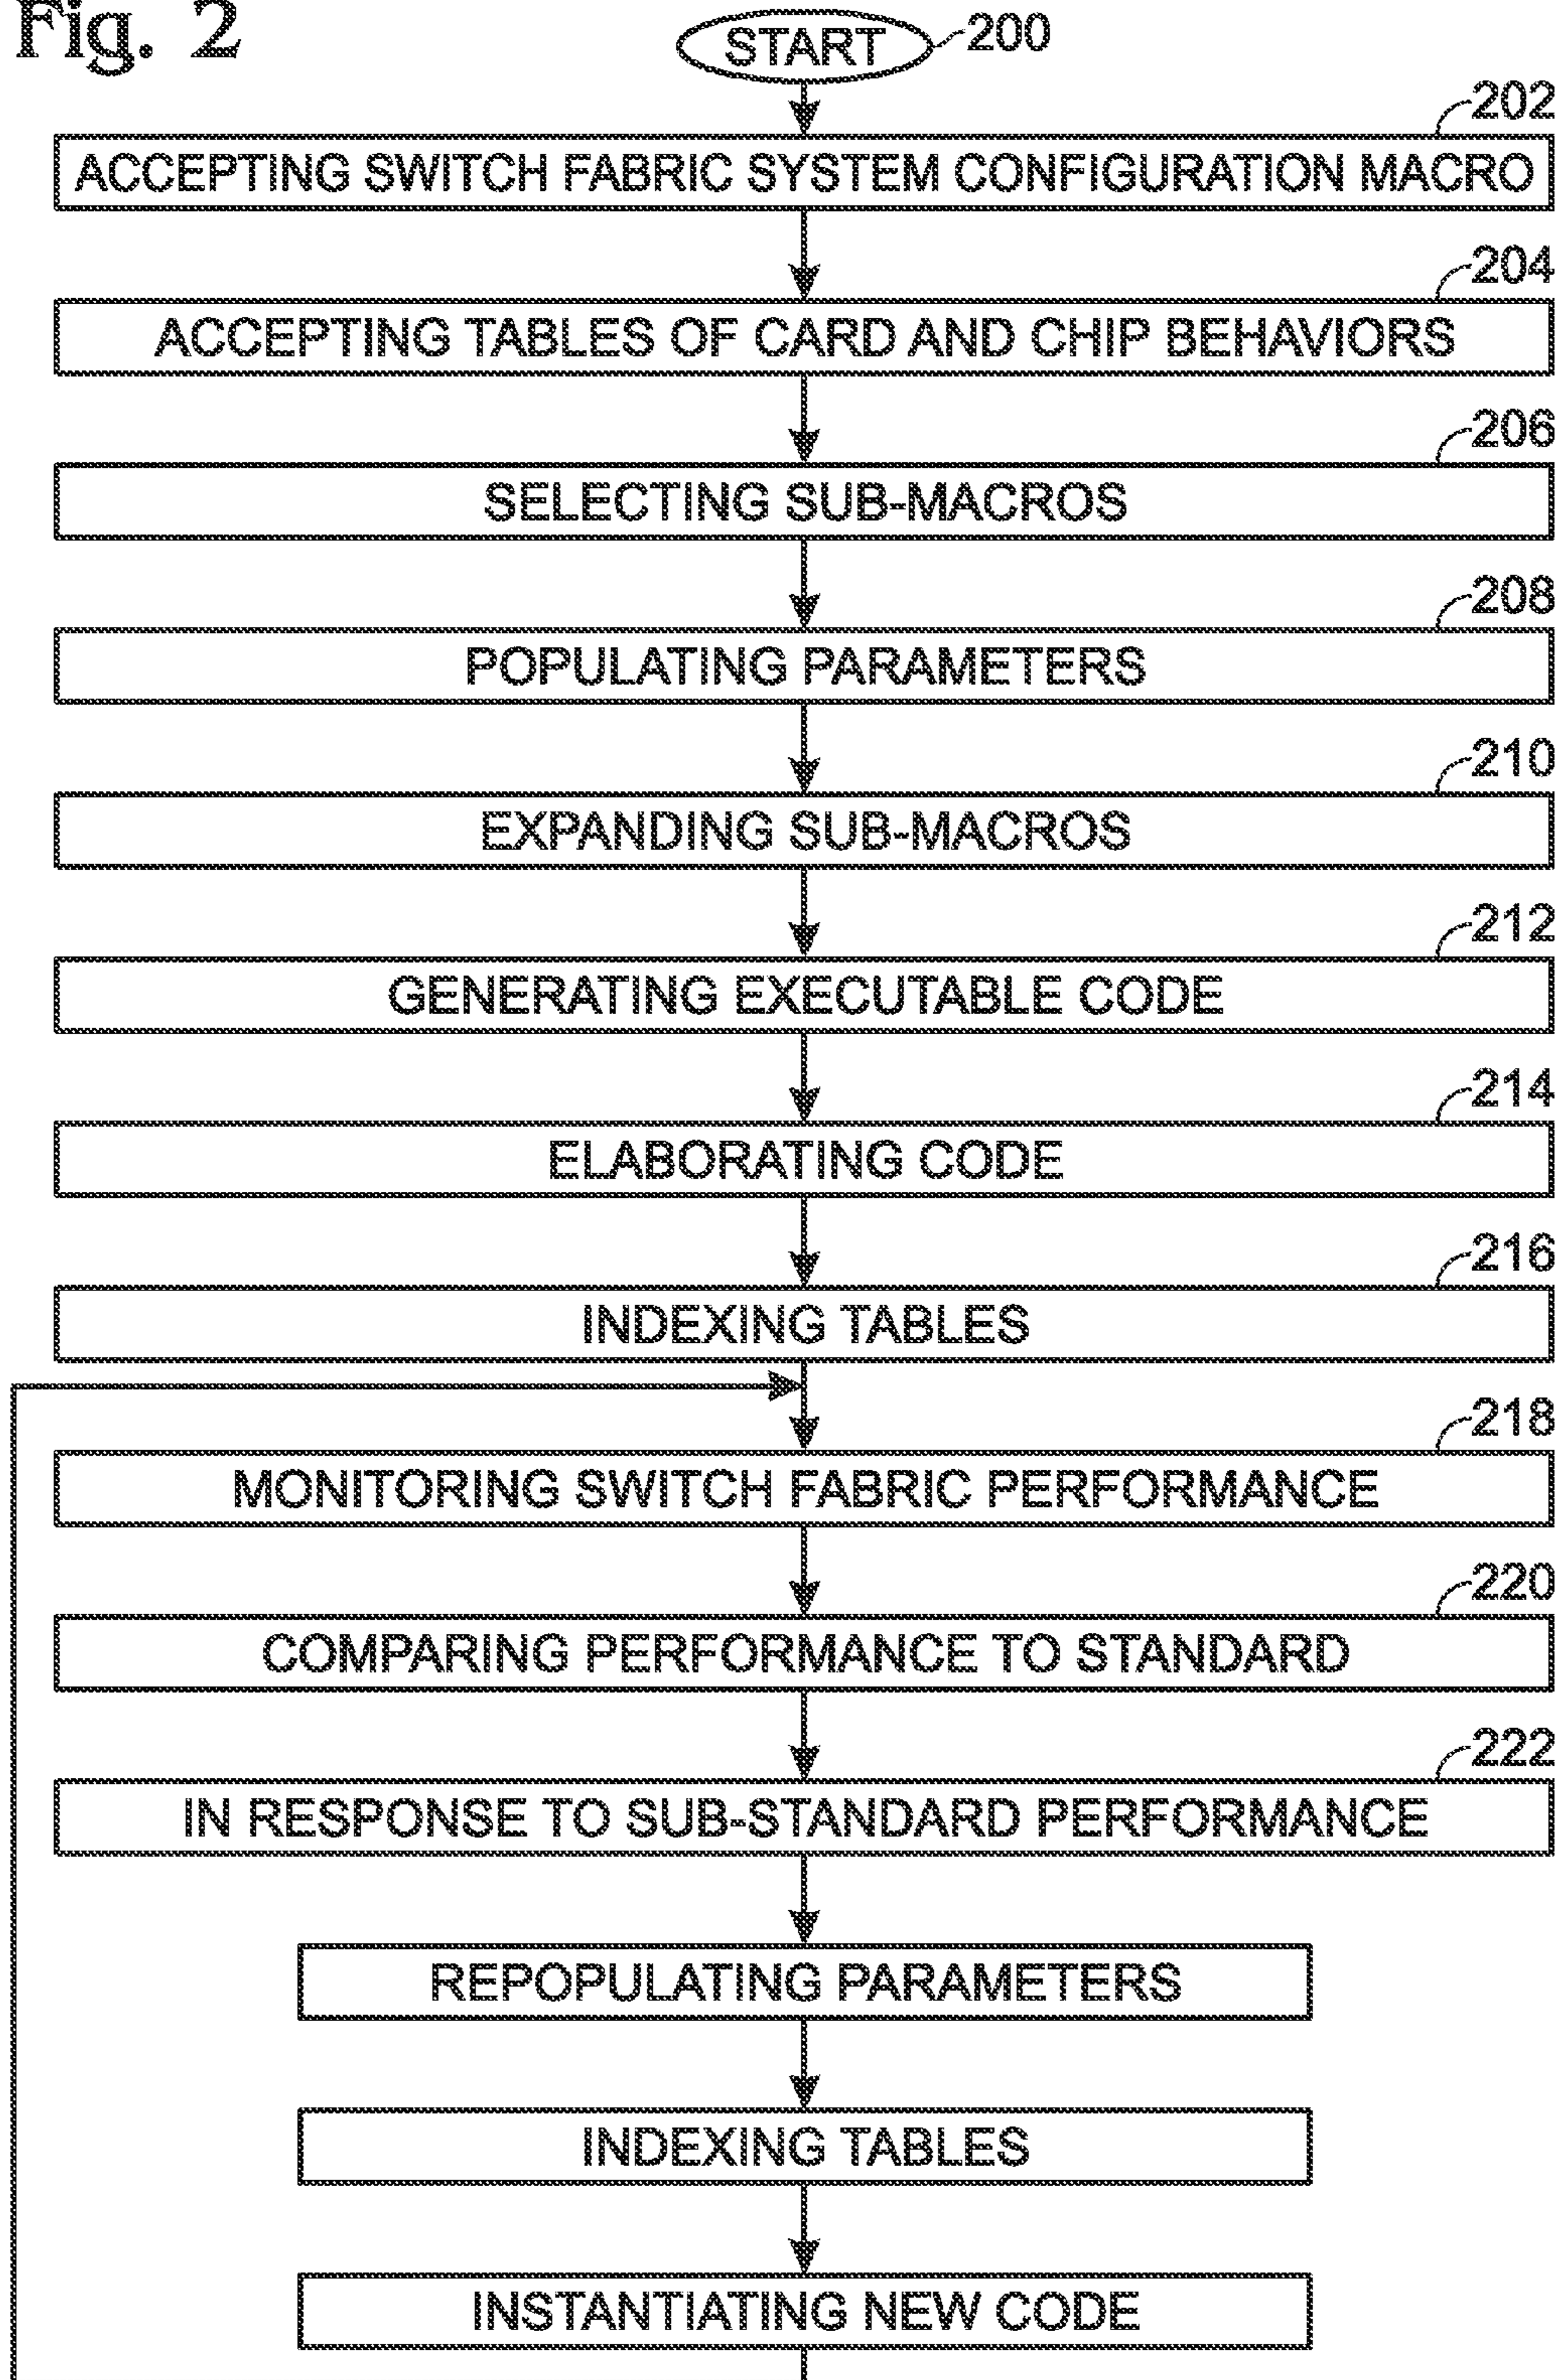 Fig. 2
START 200
202
ACCEPTING SWITCH FABRIC SYSTEM CONFIGURATION MACRO
204
ACCEPTING TABLES OF CARD AND CHIP BEHAVIORS
206
SELECTING SUB-MACROS
208
POPULATING PARAMETERS
210
EXPANDING SUB-MACROS
212
GENERATING EXECUTABLE CODE
214
ELABORATING CODE
216
INDEXING TABLES
218
MONITORING SWITCH FABRIC PERFORMANCE
220
COMPARING PERFORMANCE TO STANDARD
222
IN RESPONSE TO SUB-STANDARD PERFORMANCE
REPOPULATING PARAMETERS
INDEXING TABLES
INSTANTIATING NEW CODE